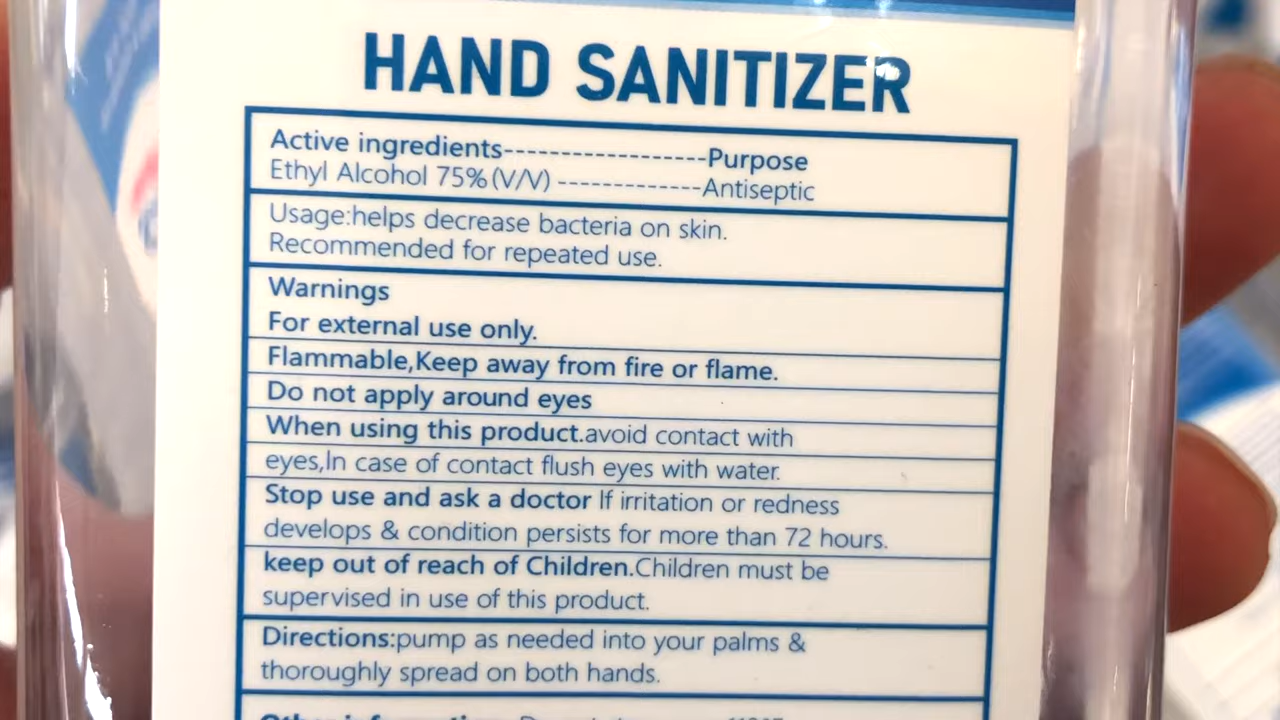 HAND SANITIZER
Active ingredients-------------------Purpose
Ethyl Alcohol 75%(V/V) -------------Antiseptic
Usage:helps decrease bacteria on skin.
Recommended for repeated use.
Warnings
For external use only.
Flammable,Keep away from fire or flame.
Do not apply around eyes
When using this product.avoid contact with
eyes,In case of contact flush eyes with water.
Stop use and ask a doctor If irritation or redness
develops & condition persists for more than 72 hours.
keep out of reach of Children.Children must be
supervised in use of this product.
Directions:pump as needed into your palms &
thoroughly spread on both hands.
Other information: